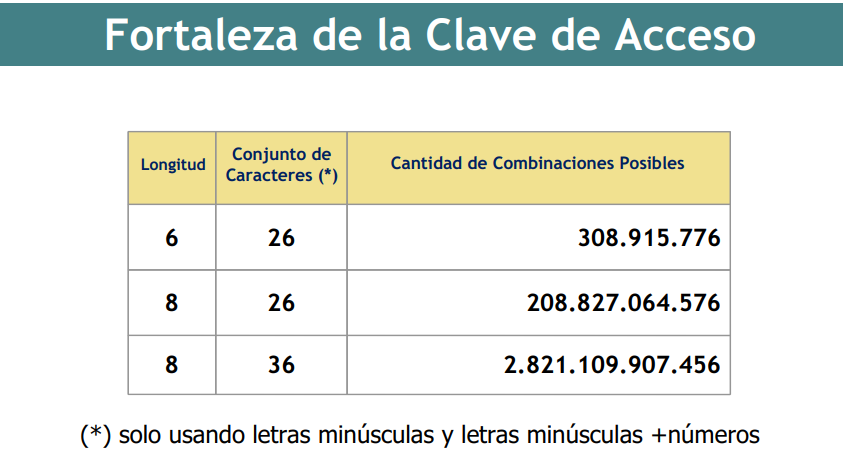 Fortaleza de la Clave de Acceso
Longitud
Conjunto de
Caracteres (*)
Cantidad de Combinaciones Posibles
6 26 308.915.776
8 26 208.827.064.576
8 36 2.821.109.907.456
(*) solo usando letras minúsculas y letras minúsculas +números